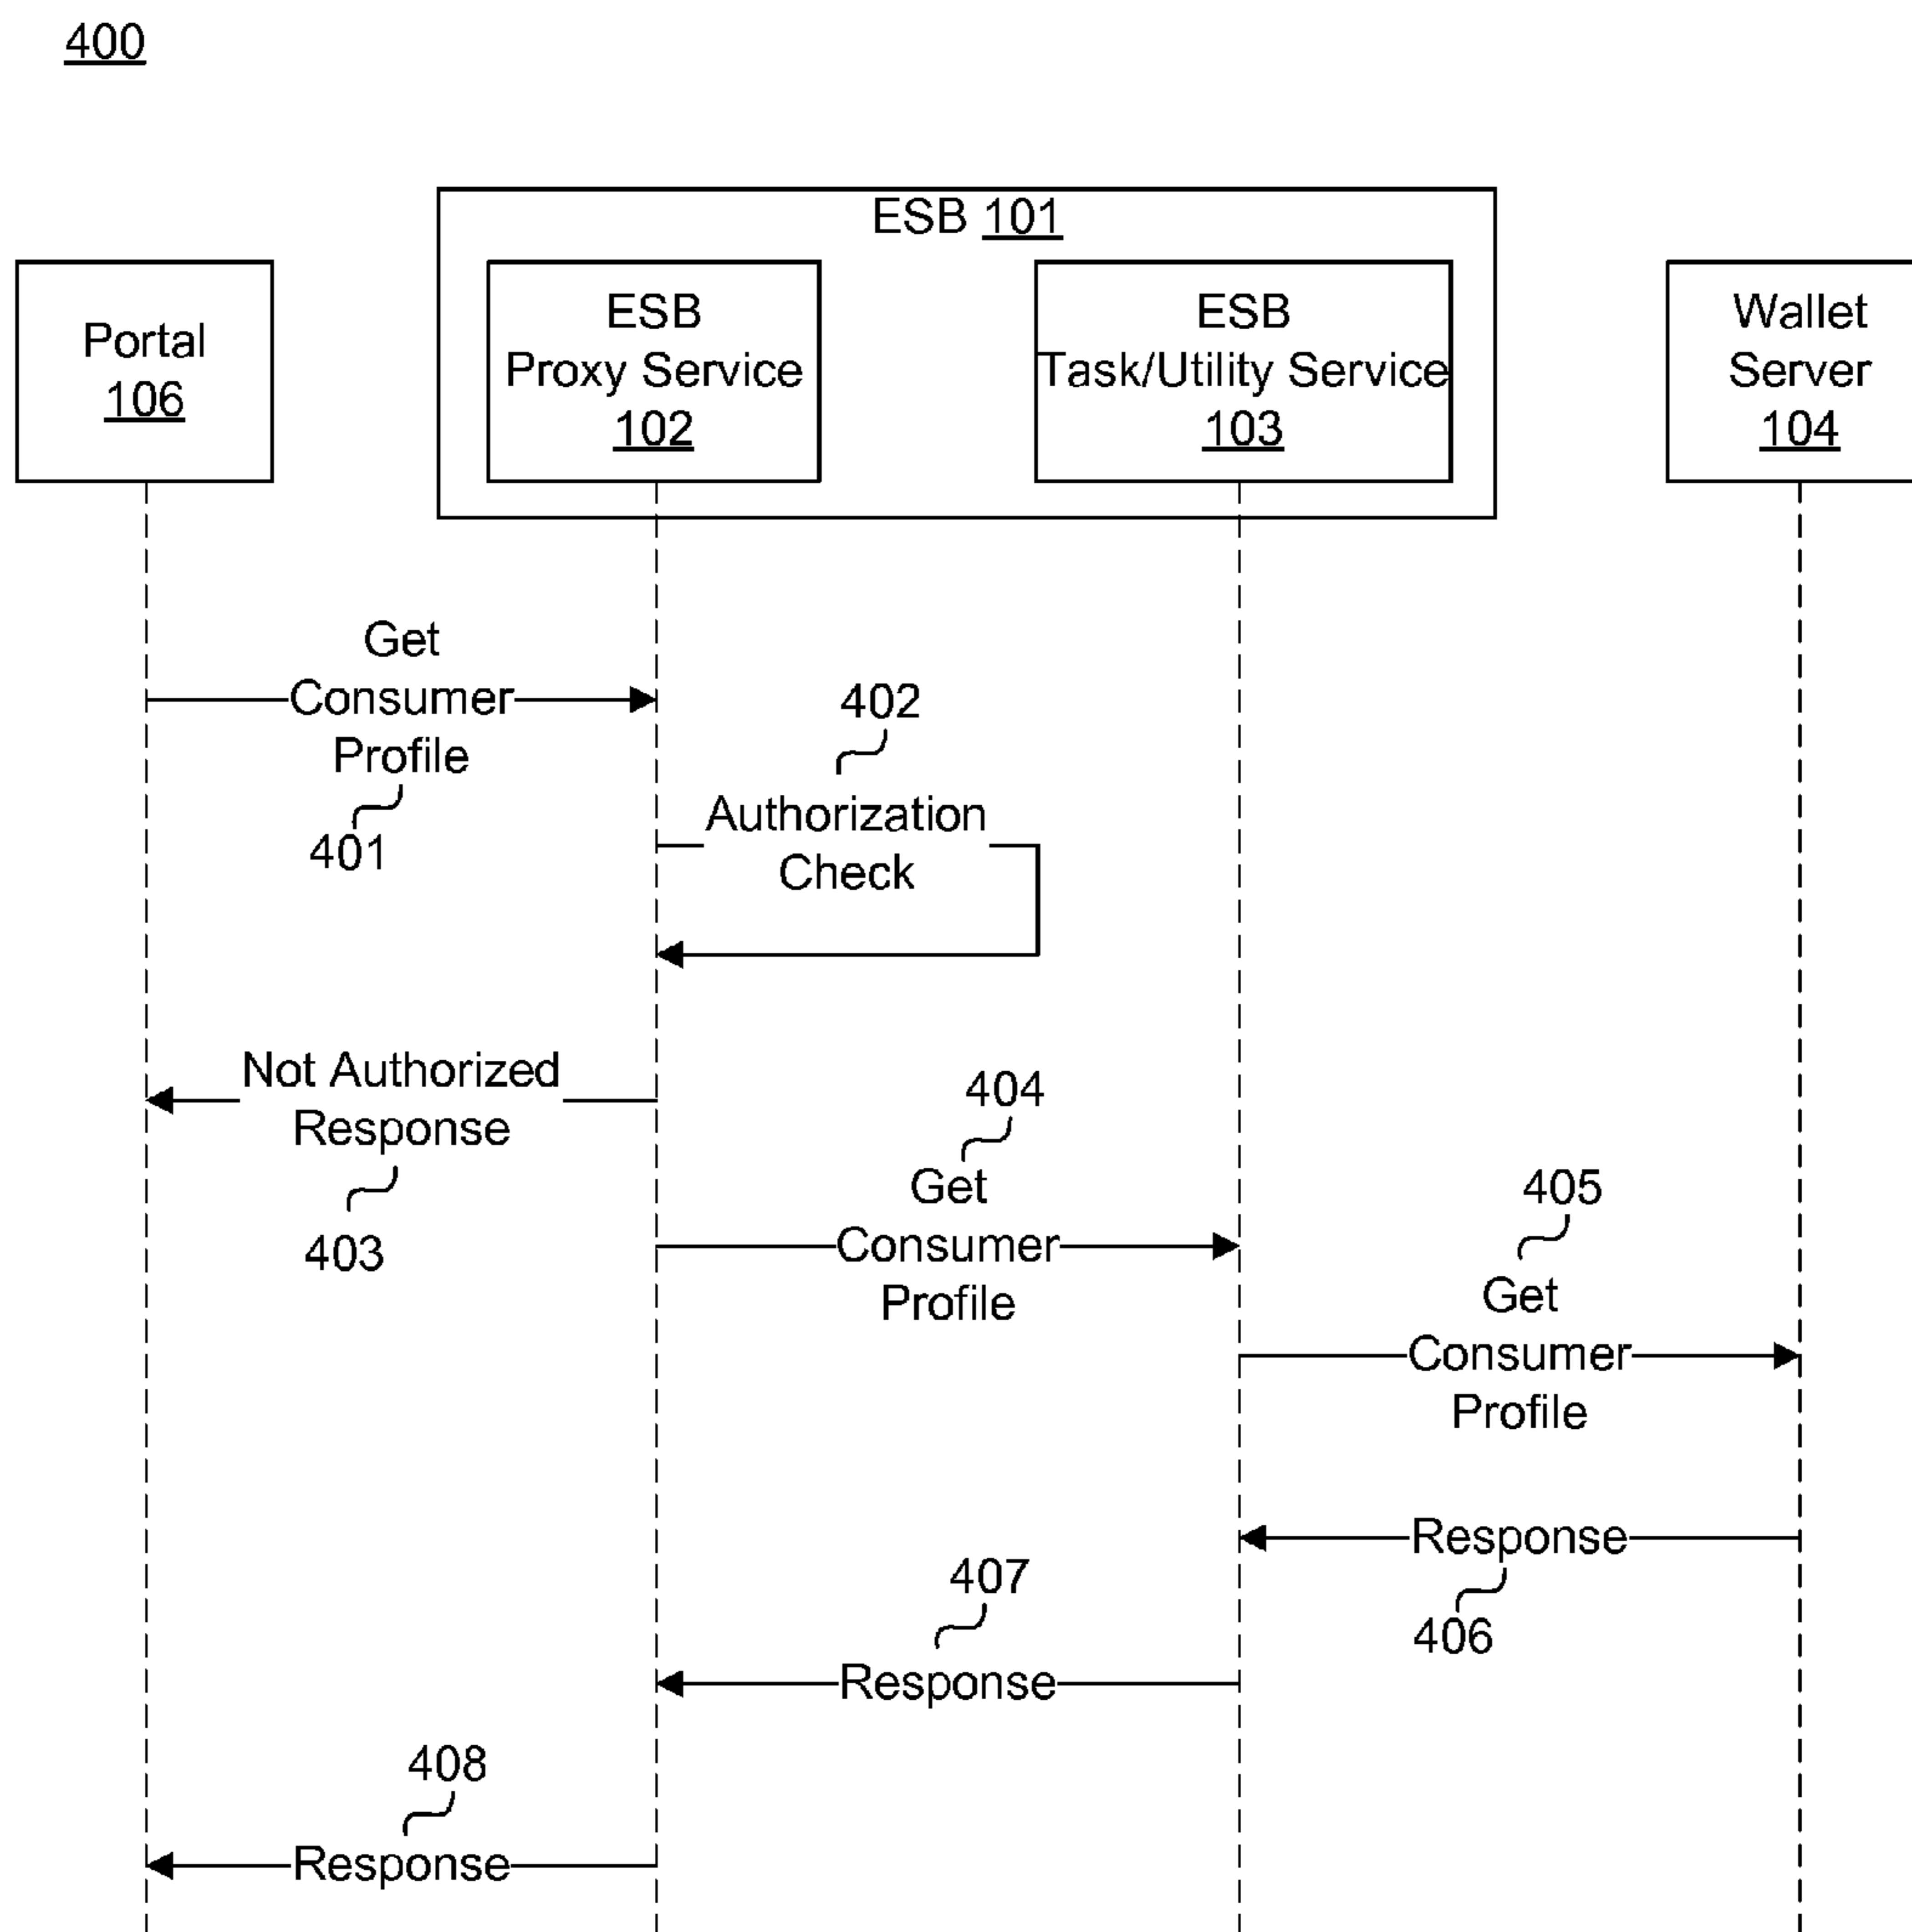 400
ESB 101
Portal
106
ESB
Proxy Service
102
ESB
Task/Utility Service
103
Wallet
Server
104
Get
Consumer
Profile
401
402
Authorization
Check
Not Authorized
Response
403
404
Get
Consumer
Profile
405
Get
Consumer
Profile
Response
406
407
Response
408
Response